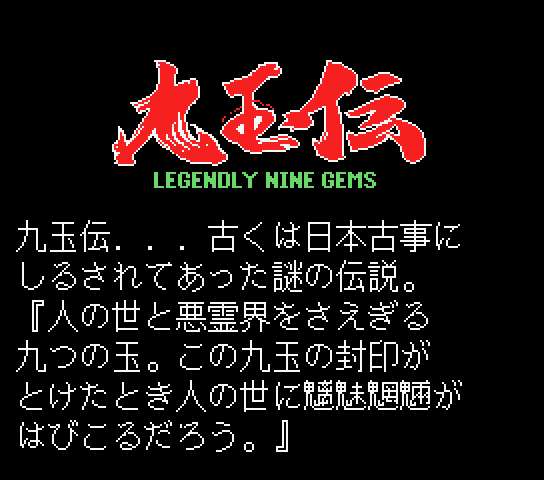 九玉伝
LEGENDLY NINE GEMS
九玉伝．．．古くは日本古事に
しるされてあった謎の伝説。
『人の世と悪霊界をさえぎる
九つの玉。この九玉の封印が
とけたとき人の世に魑魅魍魎が
はびこるだろう。』